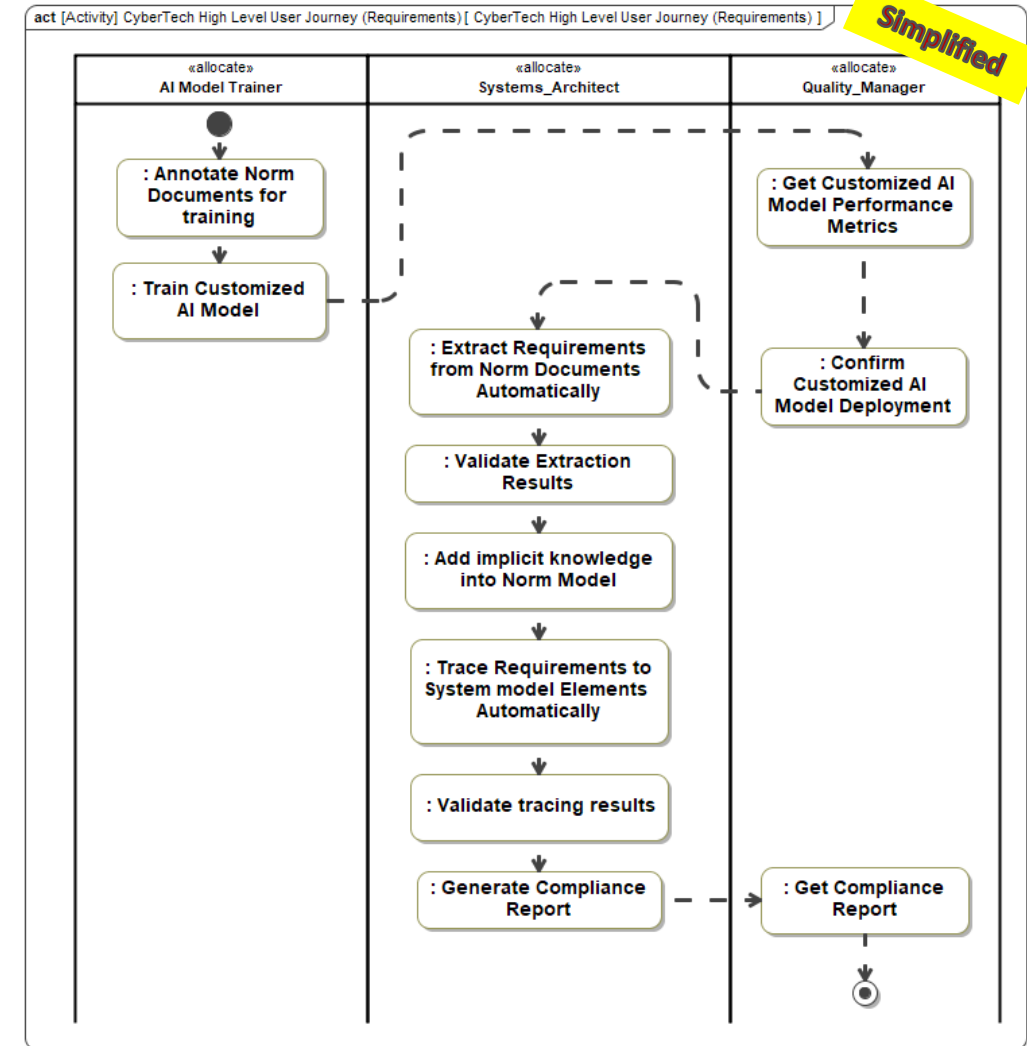 act [Activity] CyberTech High Level User Journey (Requirements) [ CyberTech High Level User Journey (Requirements) ]
Simplified
«allocate»
AI Model Trainer
«allocate»
Systems_Architect
«allocate»
Quality_Manager
: Annotate Norm
Documents for
training
: Get Customized AI
Model Performance
Metrics
: Train Customized
AI Model
: Extract Requirements
from Norm Documents
Automatically
: Confirm
Customized AI
Model Deployment
: Validate Extraction
Results
: Add implicit knowledge
into Norm Model
: Trace Requirements to
System model Elements
Automatically
: Validate tracing results
: Generate Compliance
Report
: Get Compliance
Report